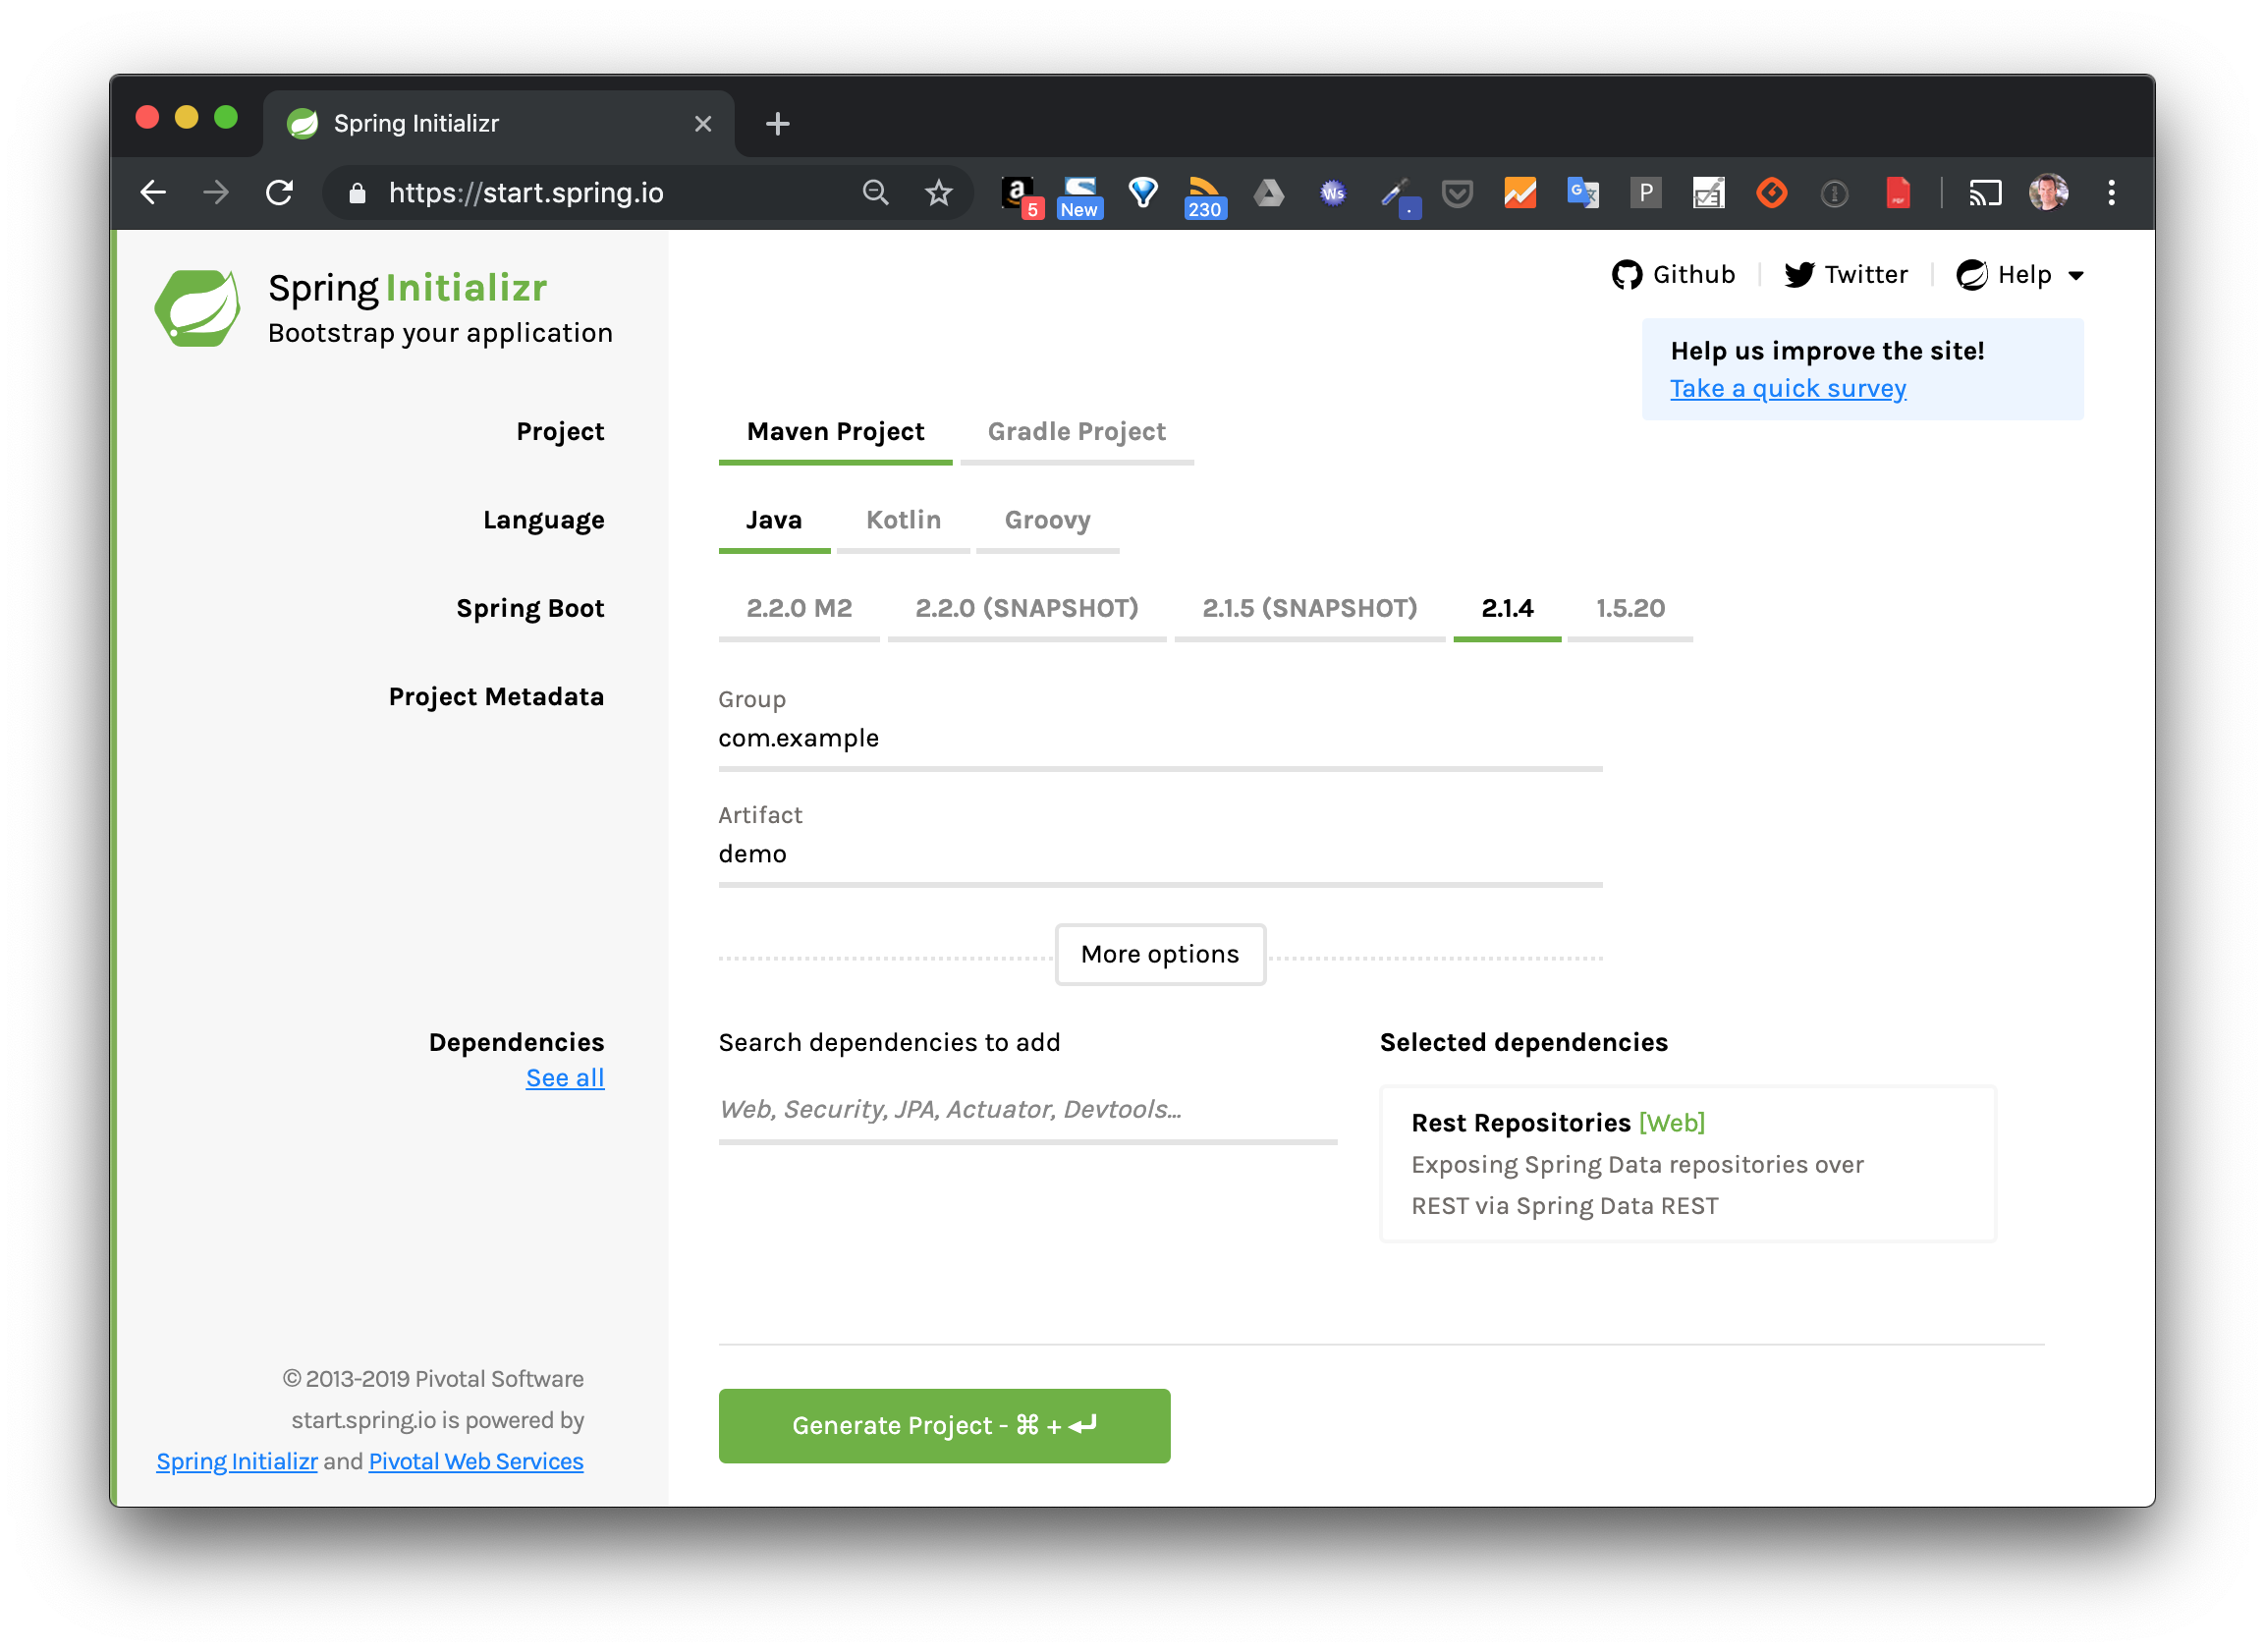 Spring Initializr
https://start.spring.io
a
5
New
230
Ws
G
P
PDF
Spring Initializr
Bootstrap your application
Github
Twitter
Help
Help us improve the site!
Take a quick survey
Project
Maven Project
Gradle Project
Language
Java
Kotlin
Groovy
Spring Boot
2.2.0 M2
2.2.0 (SNAPSHOT)
2.1.5 (SNAPSHOT)
2.1.4
1.5.20
Project Metadata
Group
com.example
Artifact
demo
More options
Dependencies
See all
Search dependencies to add
Web, Security, JPA, Actuator, Devtools...
Selected dependencies
Rest Repositories [Web]
Exposing Spring Data repositories over
REST via Spring Data REST
© 2013-2019 Pivotal Software
start.spring.io is powered by
Spring Initializr and Pivotal Web Services
Generate Project - ⌘ + ↵